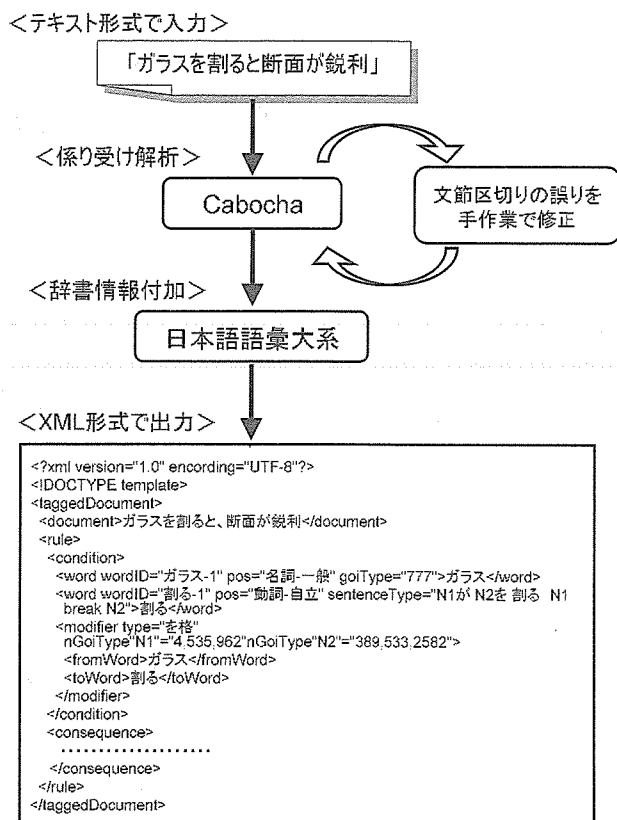 ＜テキスト形式で入力＞
「ガラスを割ると断面が鋭利」
＜係り受け解析＞
Cabocha
文節区切りの誤りを
手作業で修正
＜辞書情報付加＞
日本語語彙大系
＜XML形式で出力＞
<?xml version="1.0" encording="UTF-8"?>
<!DOCTYPE template>
<taggedDocument>
<document>ガラスを割ると、断面が鋭利</document>
<rule>
<condition>
<word wordID="ガラス-1" pos="名詞-一般" goiType="777">ガラス</word>
<word wordID="割る-1" pos="動詞-自立" sentenceType="N1が N2を 割る N1
break N2">割る</word>
<modifier type="を格"
nGoiType"N1"="4,535,962"nGoiType"N2"="389,533,2582">
<fromWord>ガラス</fromWord>
<toWord>割る</toWord>
</modifier>
</condition>
<consequence>
‥‥‥‥‥‥‥‥‥‥
</consequence>
</rule>
</taggedDocument>